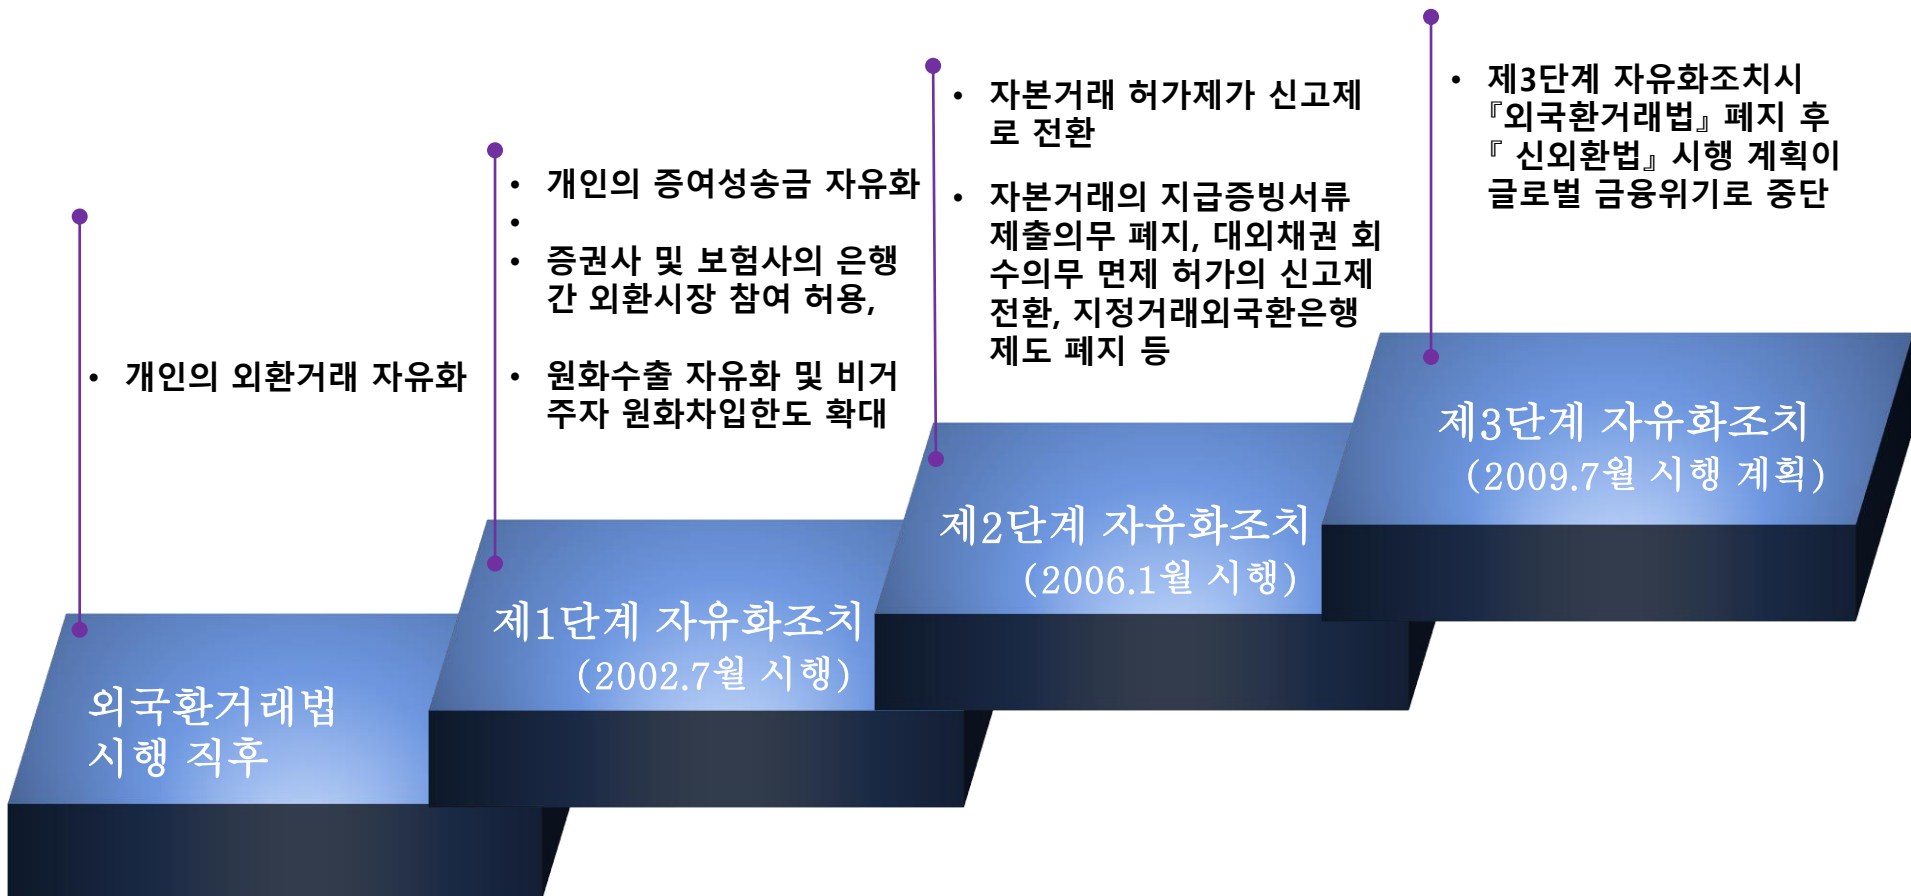 • 개인의 외환거래 자유화
외국환거래법
시행 직후
• 개인의 증여성송금 자유화
•
• 증권사 및 보험사의 은행
간 외환시장 참여 허용,
• 원화수출 자유화 및 비거
주자 원화차입한도 확대
제1단계 자유화조치
(2002.7월 시행)
• 자본거래 허가제가 신고제
로 전환
• 자본거래의 지급증빙서류
제출의무 폐지, 대외채권 회
수의무 면제 허가의 신고제
전환, 지정거래외국환은행
제도 폐지 등
제2단계 자유화조치
(2006.1월 시행)
• 제3단계 자유화조치시
『외국환거래법』 폐지 후
『 신외환법』 시행 계획이
글로벌 금융위기로 중단
제3단계 자유화조치
(2009.7월 시행 계획)